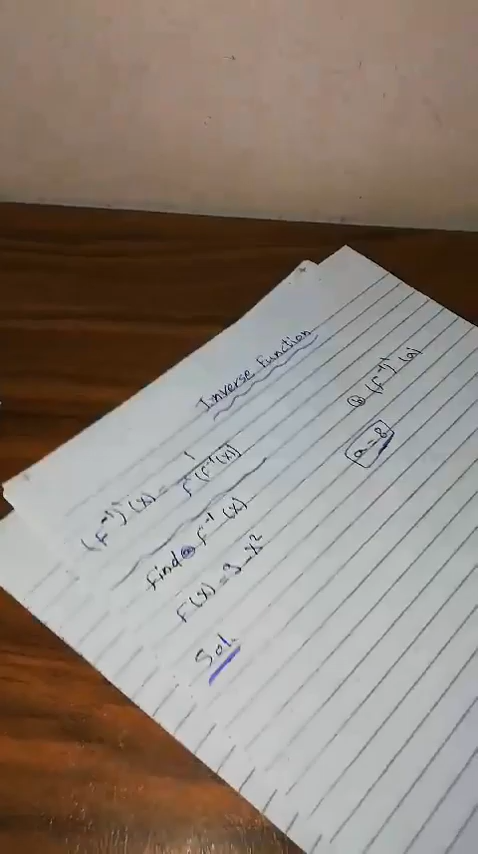 Inverse Function
(F⁻¹)'(x) = 1 / F'(F⁻¹(x))
Find ⓐ F⁻¹(x) ⓑ (F⁻¹)'(a)
F(x) = 3 - x² a = 8
Sol.